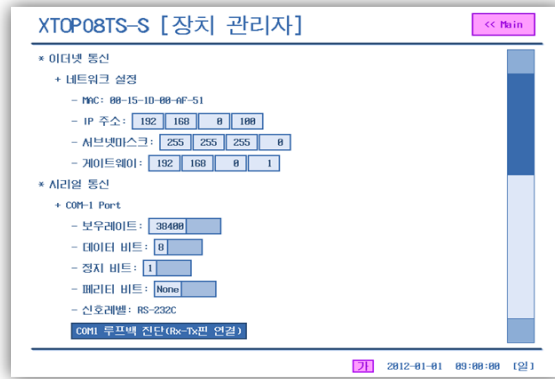 XTOP08TS-S [장치 관리자]
<< Main
* 이더넷 통신
+ 네트워크 설정
- MAC: 00-15-1D-00-AF-51
- IP 주소: 192 168 0 100
- 서브넷마스크: 255 255 255 0
- 게이트웨이: 192 168 0 1
* 시리얼 통신
+ COM-1 Port
- 보우레이트: 38400
- 데이터 비트: 8
- 정지 비트: 1
- 페리티 비트: None
- 신호레벨: RS-232C
COM1 루프백 진단(Rx-Tx핀 연결)
가 2012-01-01 09:00:00 [일]